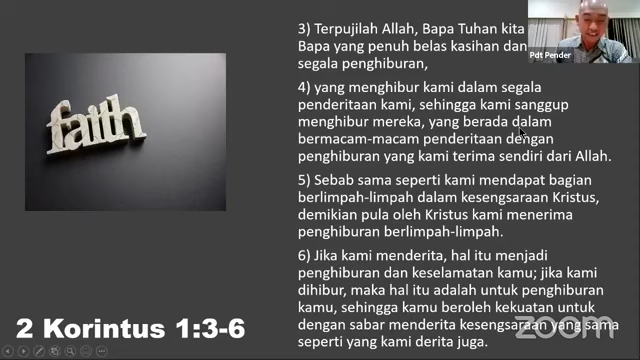 3) Terpujilah Allah, Bapa Tuhan kita
Bapa yang penuh belas kasihan dan
segala penghiburan,
4) yang menghibur kami dalam segala
penderitaan kami, sehingga kami sanggup
menghibur mereka, yang berada dalam
bermacam-macam penderitaan dengan
penghiburan yang kami terima sendiri dari Allah.
5) Sebab sama seperti kami mendapat bagian
berlimpah-limpah dalam kesengsaraan Kristus,
demikian pula oleh Kristus kami menerima
penghiburan berlimpah-limpah.
6) Jika kami menderita, hal itu menjadi
penghiburan dan keselamatan kamu; jika kami
dihibur, maka hal itu adalah untuk penghiburan
kamu, sehingga kamu beroleh kekuatan untuk
dengan sabar menderita kesengsaraan yang sama
seperti yang kami derita juga.
faith
2 Korintus 1:3-6
Pdt Pender
zoom